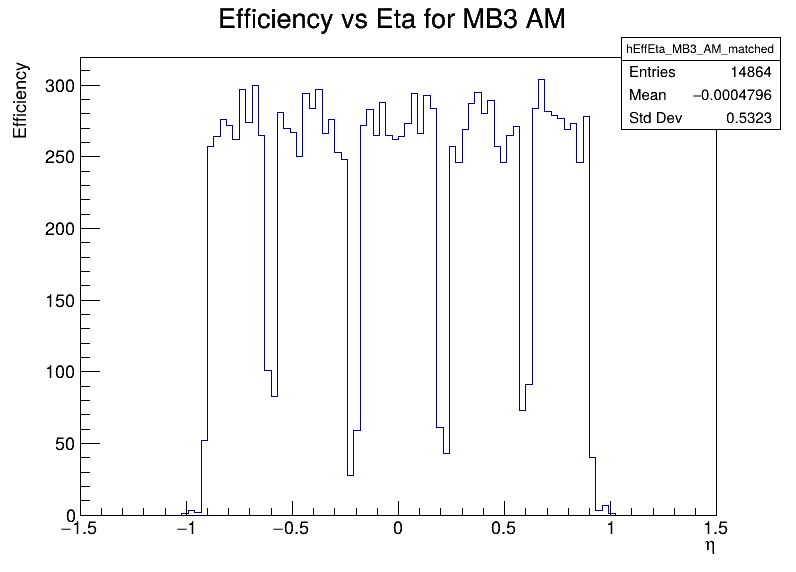 Efficiency vs Eta for MB3 AM
hEffEta_MB3_AM_matched
Entries 14864
Mean −0.0004796
Std Dev 0.5323
Efficiency
300
250
200
150
100
50
0
−1.5 −1 −0.5 0 0.5 1 1.5
η